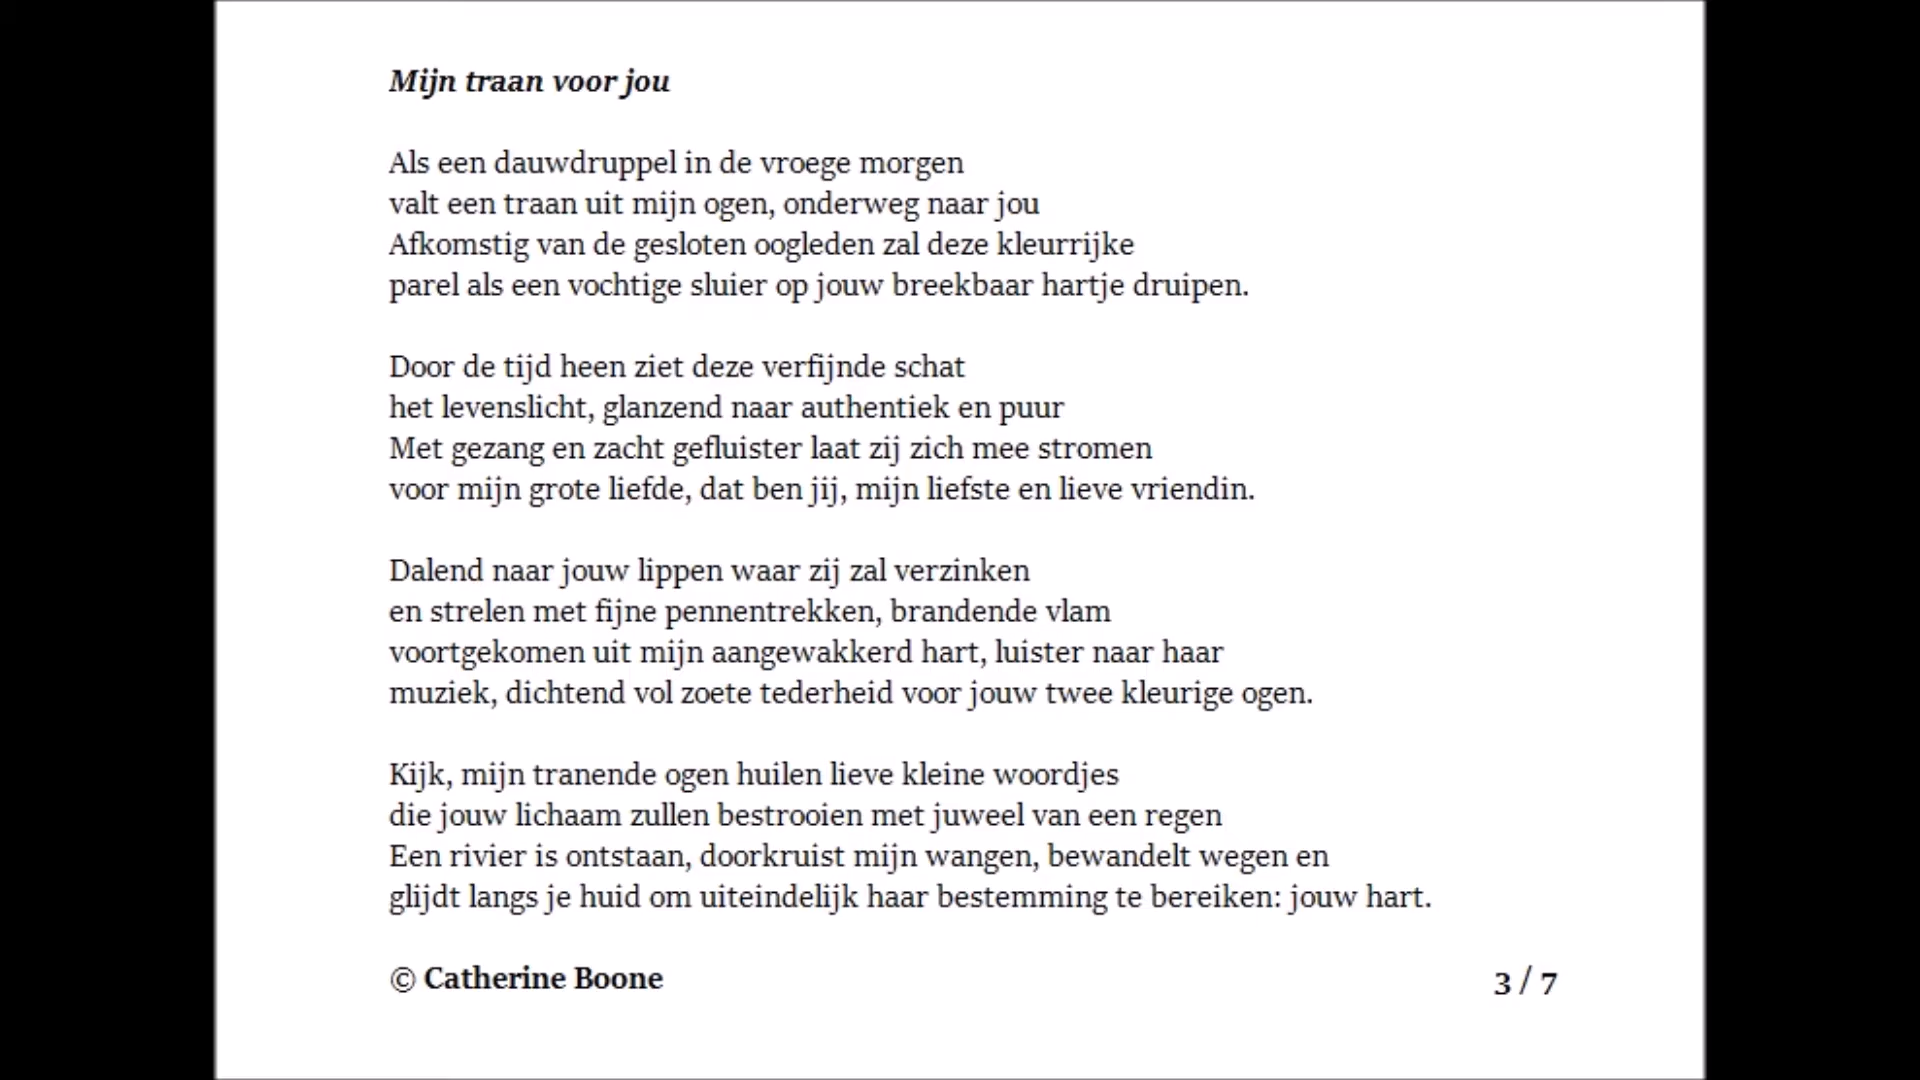 Mijn traan voor jou
Als een dauwdruppel in de vroege morgen
valt een traan uit mijn ogen, onderweg naar jou
Afkomstig van de gesloten oogleden zal deze kleurrijke
parel als een vochtige sluier op jouw breekbaar hartje druipen.
Door de tijd heen ziet deze verfijnde schat
het levenslicht, glanzend naar authentiek en puur
Met gezang en zacht gefluister laat zij zich mee stromen
voor mijn grote liefde, dat ben jij, mijn liefste en lieve vriendin.
Dalend naar jouw lippen waar zij zal verzinken
en strelen met fijne pennentrekken, brandende vlam
voortgekomen uit mijn aangewakkerd hart, luister naar haar
muziek, dichtend vol zoete tederheid voor jouw twee kleurige ogen.
Kijk, mijn tranende ogen huilen lieve kleine woordjes
die jouw lichaam zullen bestrooien met juweel van een regen
Een rivier is ontstaan, doorkruist mijn wangen, bewandelt wegen en
glijdt langs je huid om uiteindelijk haar bestemming te bereiken: jouw hart.
© Catherine Boone
3 / 7